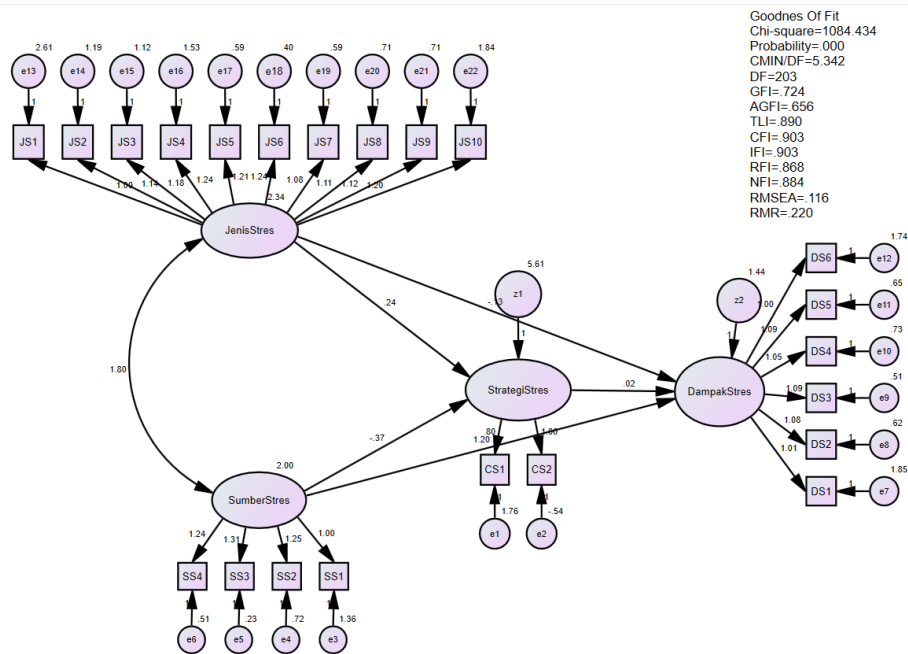 Goodnes Of Fit
Chi-square=1084.434
Probability=.000
CMIN/DF=5.342
DF=203
GFI=.724
AGFI=.656
TLI=.890
CFI=.903
IFI=.903
RFI=.868
NFI=.884
RMSEA=.116
RMR=.220
2.61 1.19 1.12 1.53 .59 .40 .59 .71 .71 1.84
e13 e14 e15 e16 e17 e18 e19 e20 e21 e22
1 1 1 1 1 1 1 1 1 1
JS1 JS2 JS3 JS4 JS5 JS6 JS7 JS8 JS9 JS10
1.00 1.14 1.18 1.24 1.21 1.24 1.08 1.11 1.12 1.20
2.34
JenisStres
1.74
DS6 1 e12
5.61
z1
1
1.44
z2
1
.65
DS5 1 e11
.73
DS4 1 e10
.51
DS3 1 e9
.62
DS2 1 e8
1.85
DS1 1 e7
1.00
1.09
1.05
1.09
1.08
1.01
.24
-.13
1.80
StrategiStres
.02
DampakStres
-.37
1.20
.80 1.00
CS1 CS2
1 1
1.76 -.54
e1 e2
2.00
SumberStres
1.24 1.31 1.25 1.00
SS4 SS3 SS2 SS1
1 1 1 1
.51 .23 .72 1.36
e6 e5 e4 e3